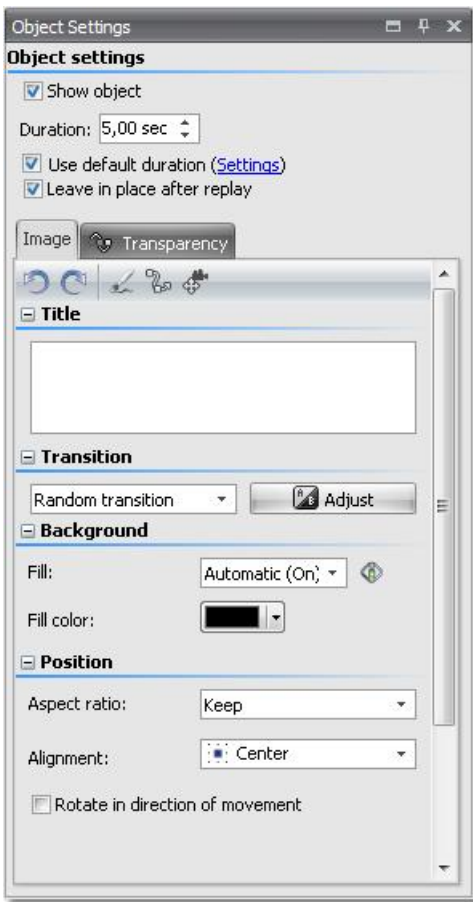 Object Settings
Object settings
Show object
Duration: 5,00 sec
Use default duration (Settings)
Leave in place after replay
Image Transparency
Title
Transition
Random transition A B Adjust
Background
Fill: Automatic (On)
Fill color:
Position
Aspect ratio: Keep
Alignment: Center
Rotate in direction of movement